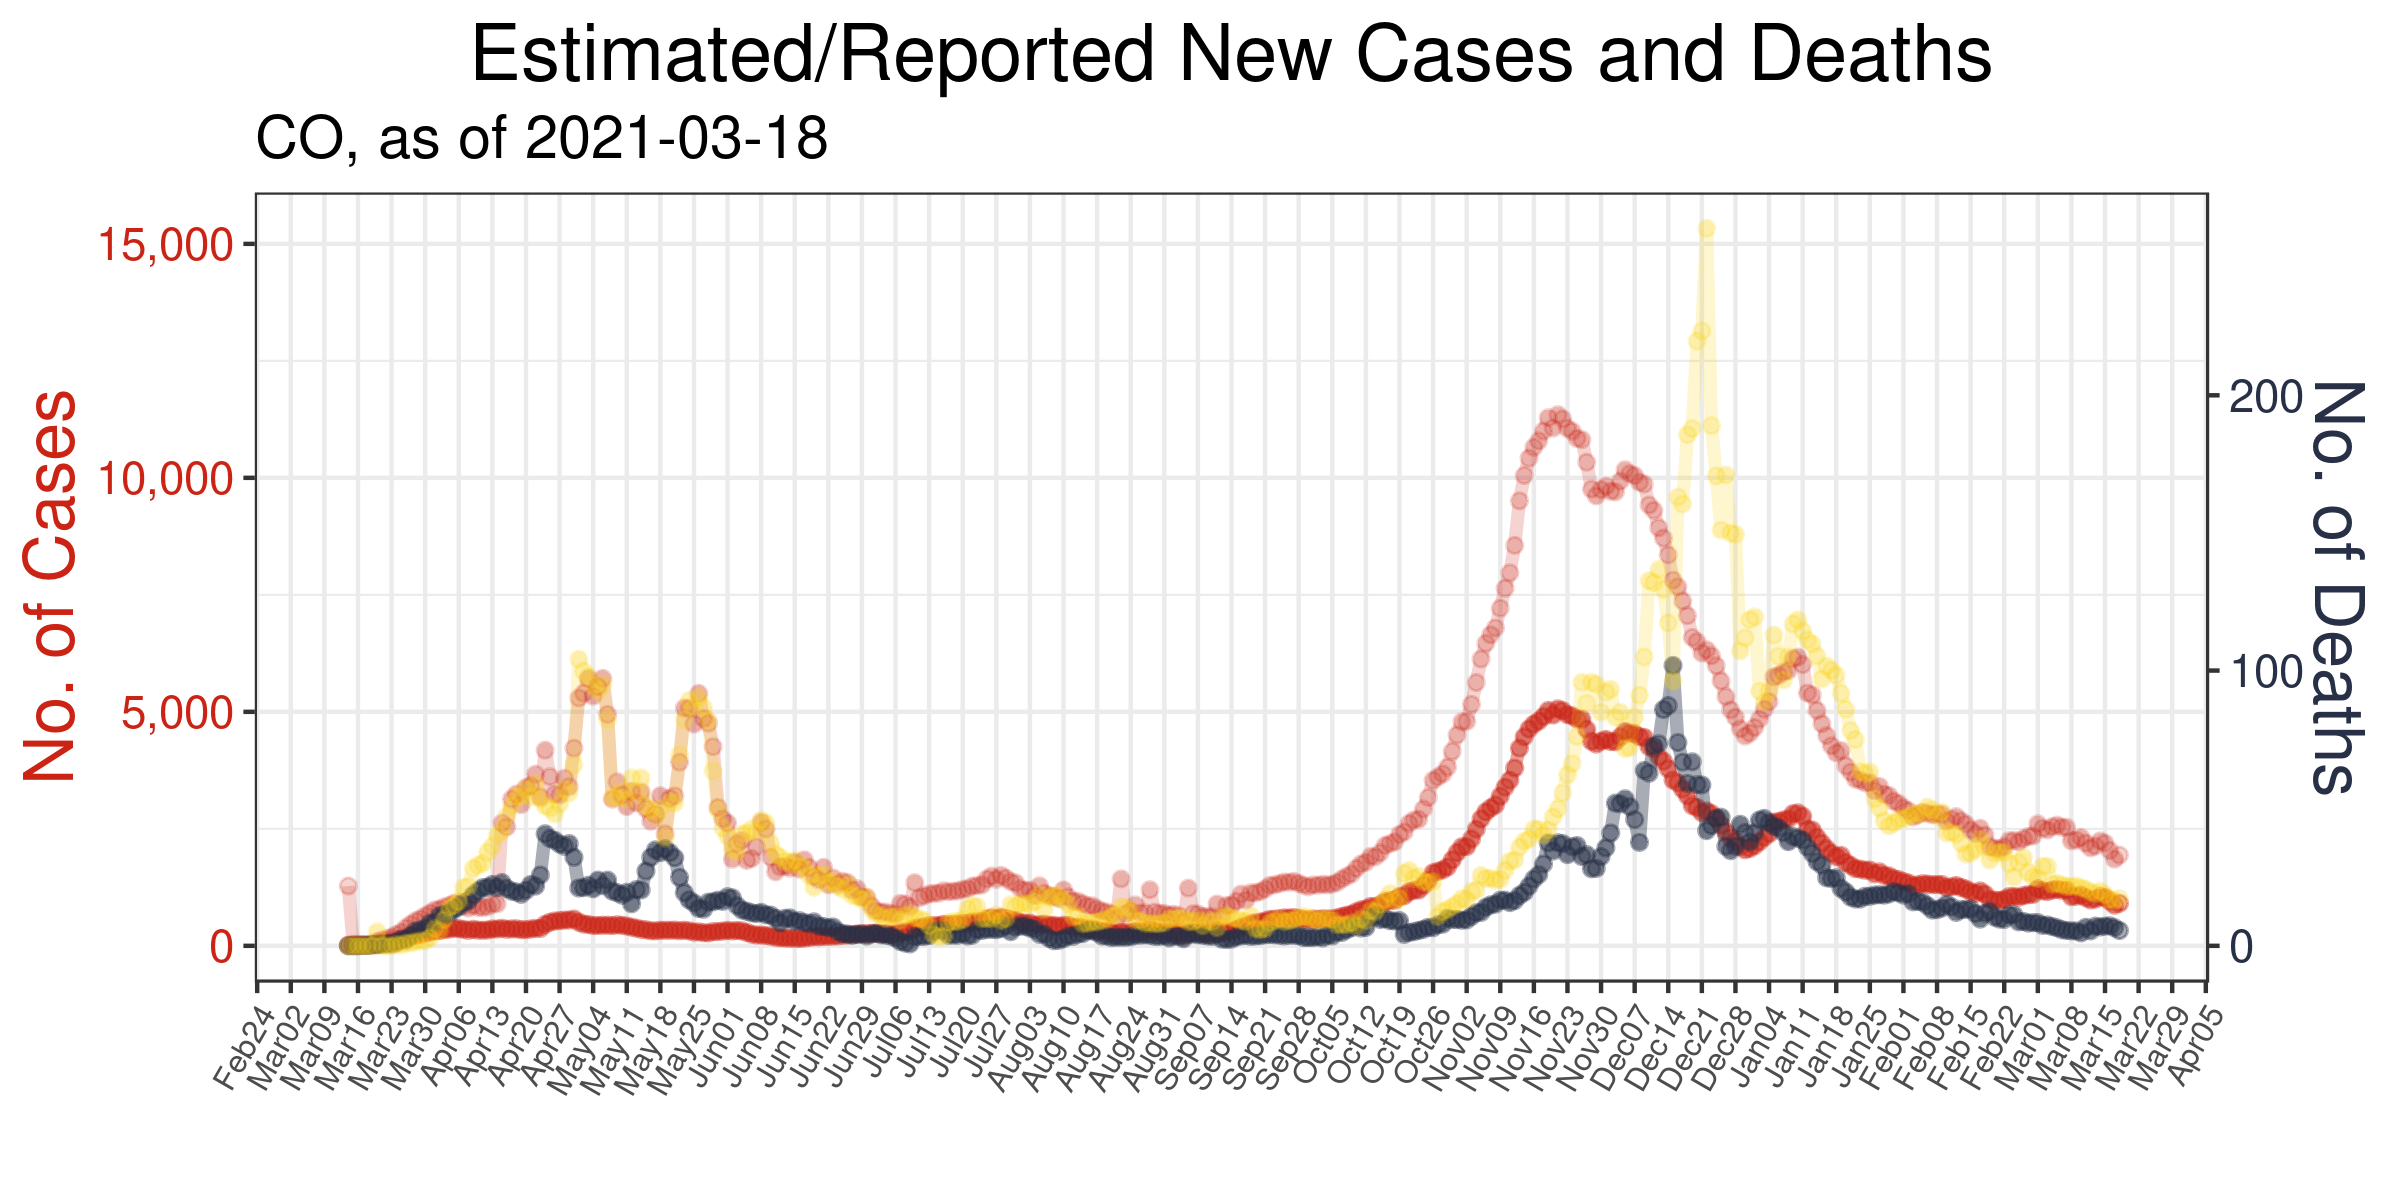 Estimated/Reported New Cases and Deaths
CO, as of 2021-03-18
No. of Cases
15,000
10,000
5,000
0
200
100
0
No. of Deaths
Feb24
Mar02
Mar09
Mar16
Mar23
Mar30
Apr06
Apr13
Apr20
Apr27
May04
May11
May18
May25
Jun01
Jun08
Jun15
Jun22
Jun29
Jul06
Jul13
Jul20
Jul27
Aug03
Aug10
Aug17
Aug24
Aug31
Sep07
Sep14
Sep21
Sep28
Oct05
Oct12
Oct19
Oct26
Nov02
Nov09
Nov16
Nov23
Nov30
Dec07
Dec14
Dec21
Dec28
Jan04
Jan11
Jan18
Jan25
Feb01
Feb08
Feb15
Feb22
Mar01
Mar08
Mar15
Mar22
Mar29
Apr05